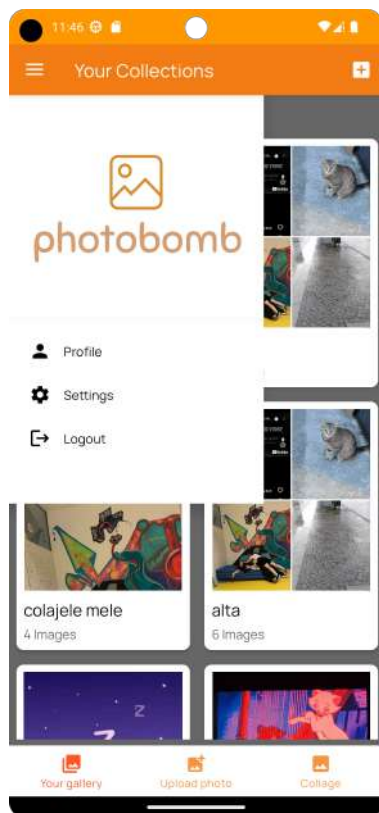 11:46
Your Collections
photobomb
Profile
Settings
Logout
colajele mele
4 Images
alta
6 Images
z
Your gallery
Upload photo
Collage